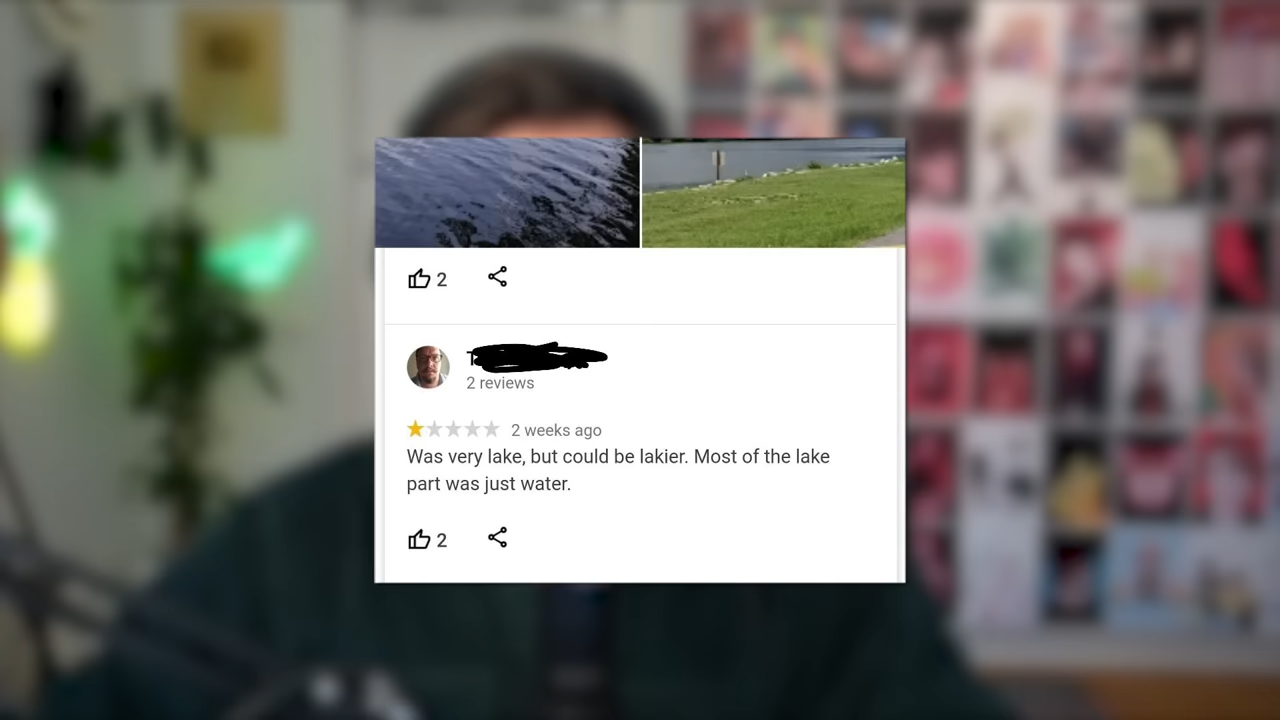 2
2 reviews
2 weeks ago
Was very lake, but could be lakier. Most of the lake
part was just water.
2